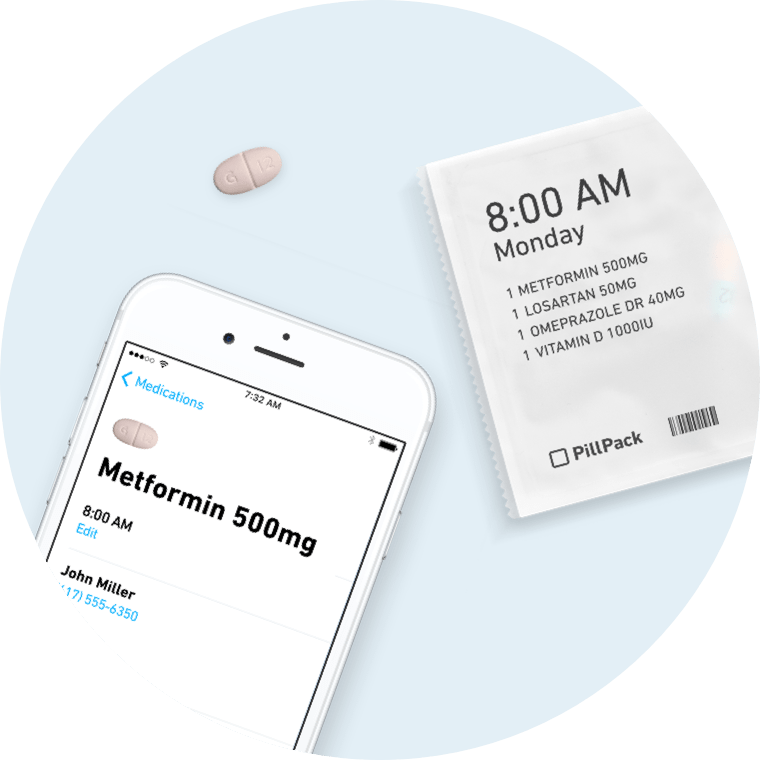 8:00 AM
Monday
1 METFORMIN 500MG
1 LOSARTAN 50MG
1 OMEPRAZOLE DR 40MG
1 VITAMIN D 1000IU
PillPack
7:32 AM
Medications
Metformin 500mg
8:00 AM
Edit
John Miller
17) 555-6350